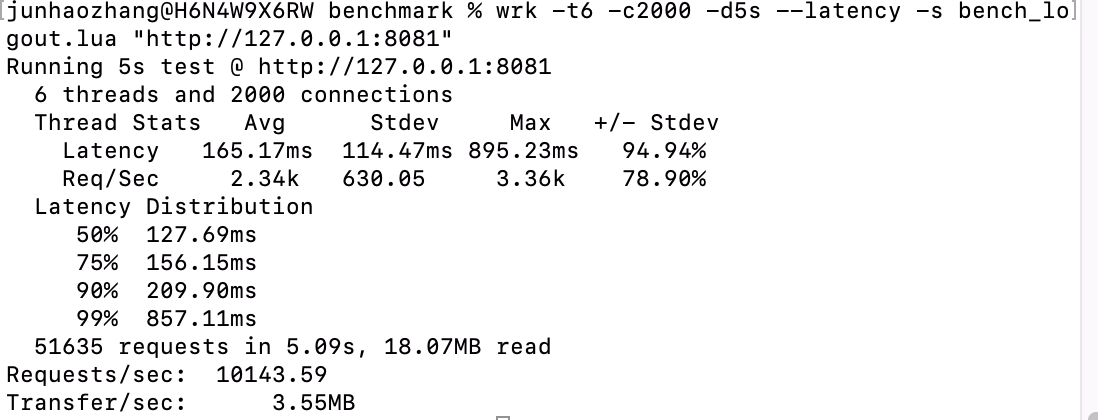 [junhaozhang@H6N4W9X6RW benchmark % wrk -t6 -c2000 -d5s --latency -s bench_lo]
gout.lua "http://127.0.0.1:8081"
Running 5s test @ http://127.0.0.1:8081
  6 threads and 2000 connections
  Thread Stats   Avg      Stdev     Max   +/- Stdev
    Latency   165.17ms  114.47ms 895.23ms   94.94%
    Req/Sec     2.34k   630.05     3.36k    78.90%
  Latency Distribution
     50%  127.69ms
     75%  156.15ms
     90%  209.90ms
     99%  857.11ms
  51635 requests in 5.09s, 18.07MB read
Requests/sec:  10143.59
Transfer/sec:      3.55MB